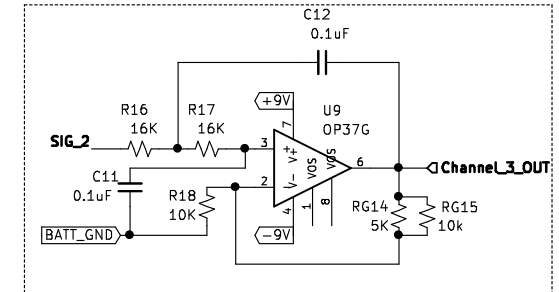 C12
0.1uF
R16
16K
R17
16K
+9V
U9
OP37G
SIG_2
3
7
+
V+
VOS
VOS
6
Channel_3_OUT
C11
0.1uF
R18
10K
2
-
V-
4
1
8
RG14
5K
RG15
10k
BATT_GND
-9V